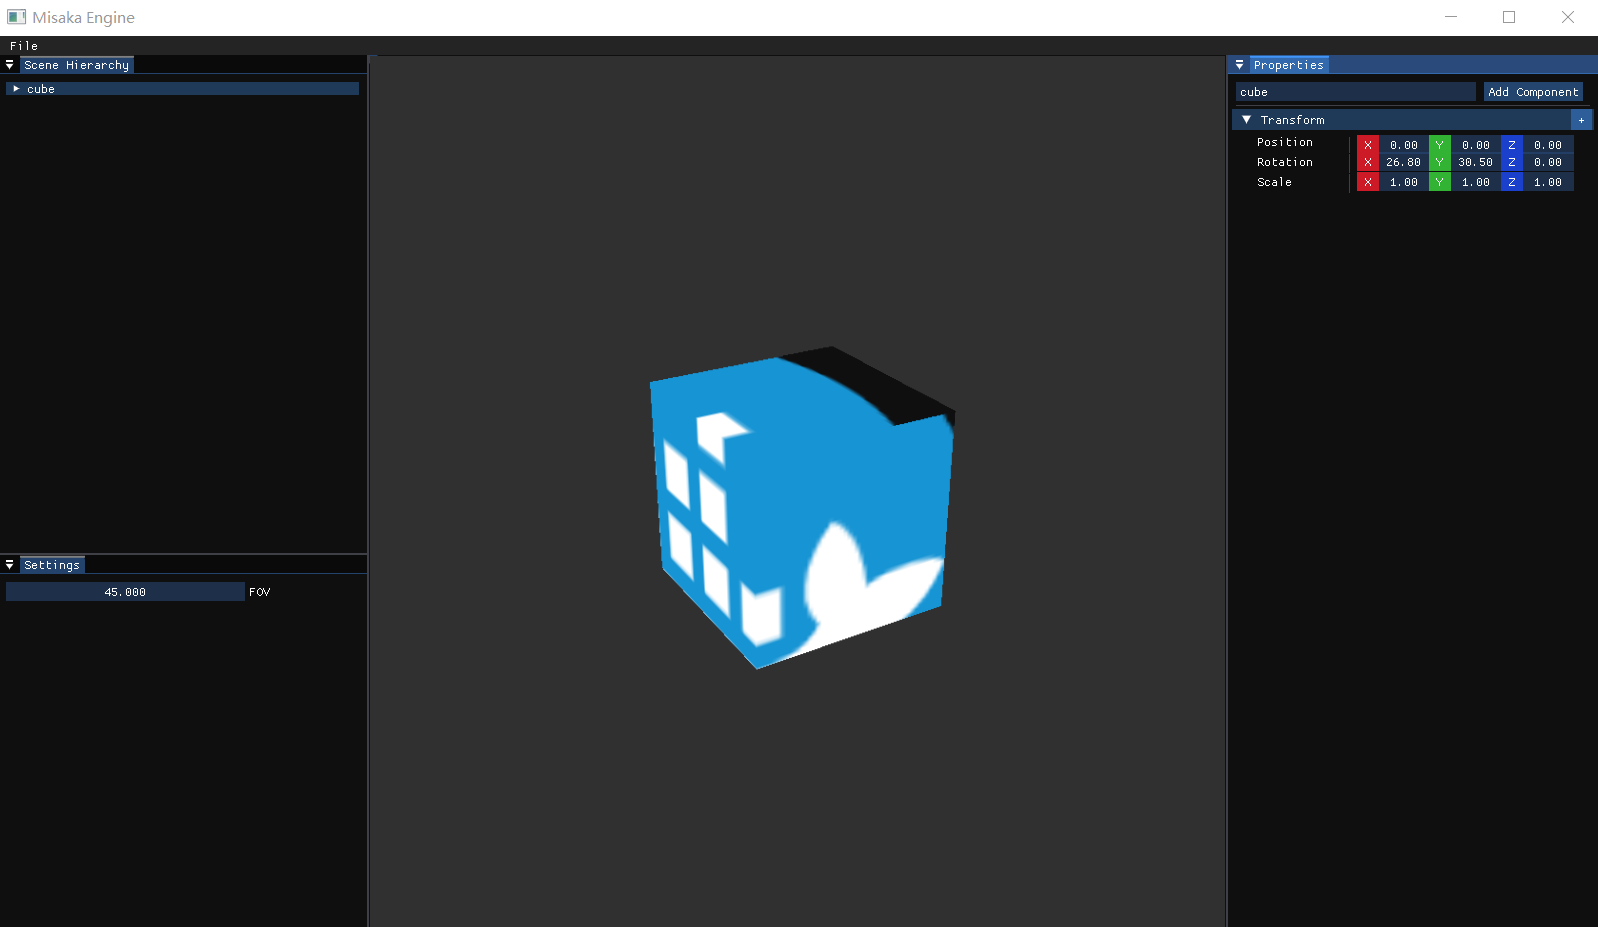 Misaka Engine
File
Scene Hierarchy
cube
Settings
45.000 FOV
Properties
cube Add Component
Transform +
Position X 0.00 Y 0.00 Z 0.00
Rotation X 26.80 Y 30.50 Z 0.00
Scale X 1.00 Y 1.00 Z 1.00